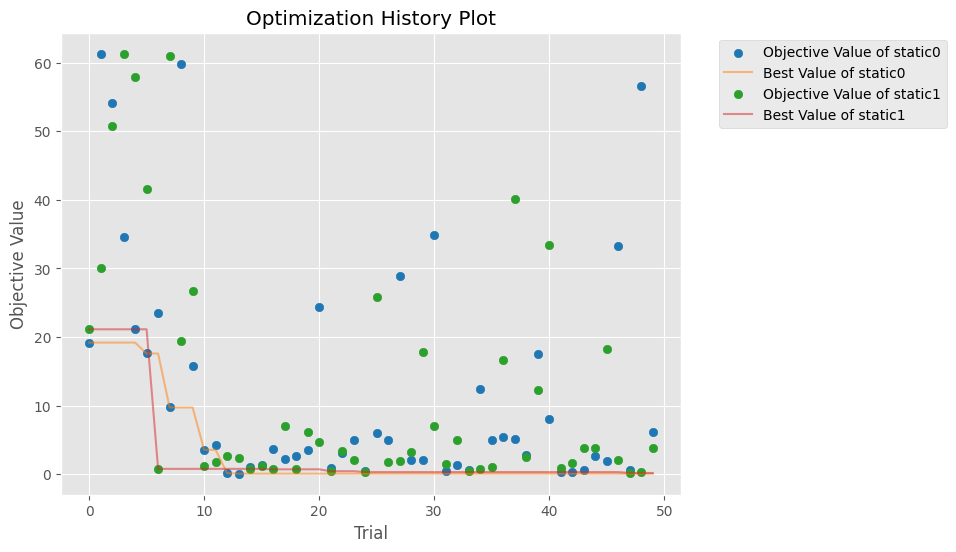 Optimization History Plot
Objective Value of static0
Best Value of static0
Objective Value of static1
Best Value of static1
Objective Value
60
50
40
30
20
10
0
0 10 20 30 40 50
Trial